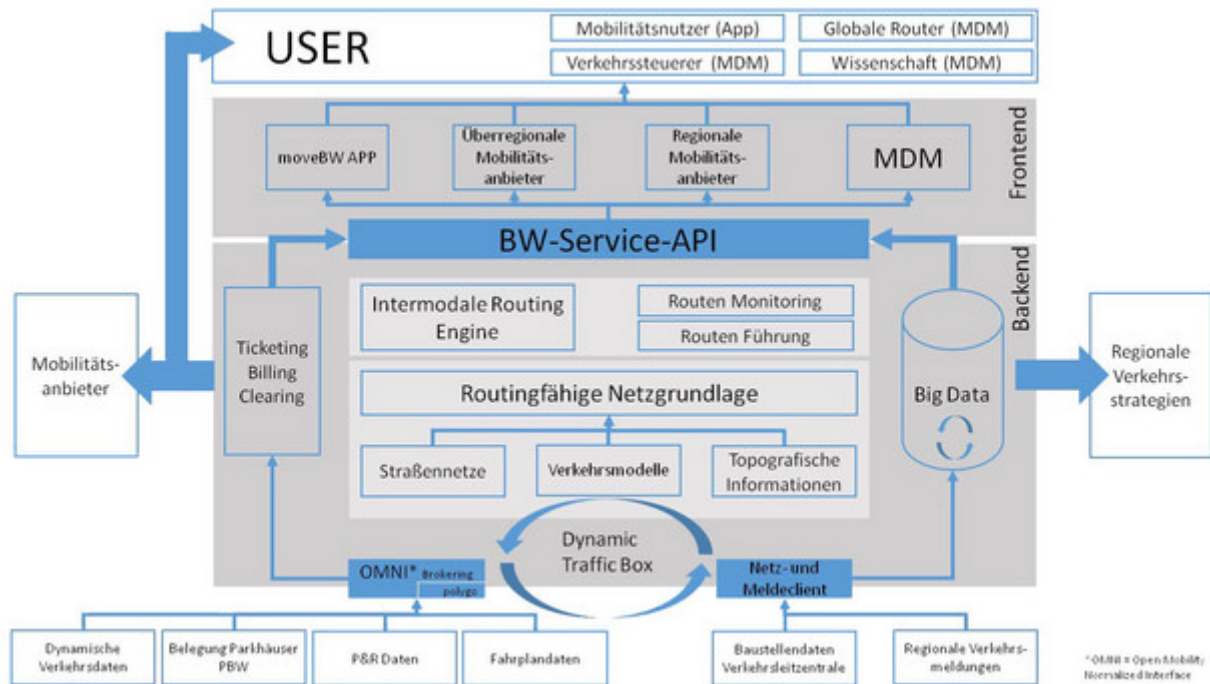 USER
Mobilitätsnutzer (App)
Globale Router (MDM)
Verkehrssteuerer (MDM)
Wissenschaft (MDM)
moveBW APP
Überregionale
Mobilitäts-
anbieter
Regionale
Mobilitäts-
anbieter
MDM
Frontend
BW-Service-API
Backend
Mobilitäts-
anbieter
Ticketing
Billing
Clearing
Intermodale Routing
Engine
Routen Monitoring
Routen Führung
Routingfähige Netzgrundlage
Straßennetze
Verkehrsmodelle
Topografische
Informationen
Big Data
Regionale
Verkehrs-
strategien
Dynamic
Traffic Box
OMNI* Brokering
polygo
Netz- und
Meldeclient
Dynamische
Verkehrsdaten
Belegung Parkhäuser
PBW
P&R Daten
Fahrplandaten
Baustellendaten
Verkehrsleitzentrale
Regionale Verkehrs-
meldungen
*OMNI = Open Mobility
Normalized Interface